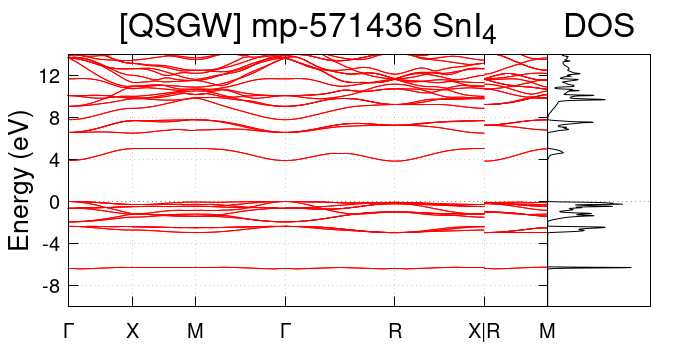 [QSGW] mp-571436 SnI4 DOS
Energy (eV)
12
8
4
0
-4
-8
Γ X M Γ R X|R M